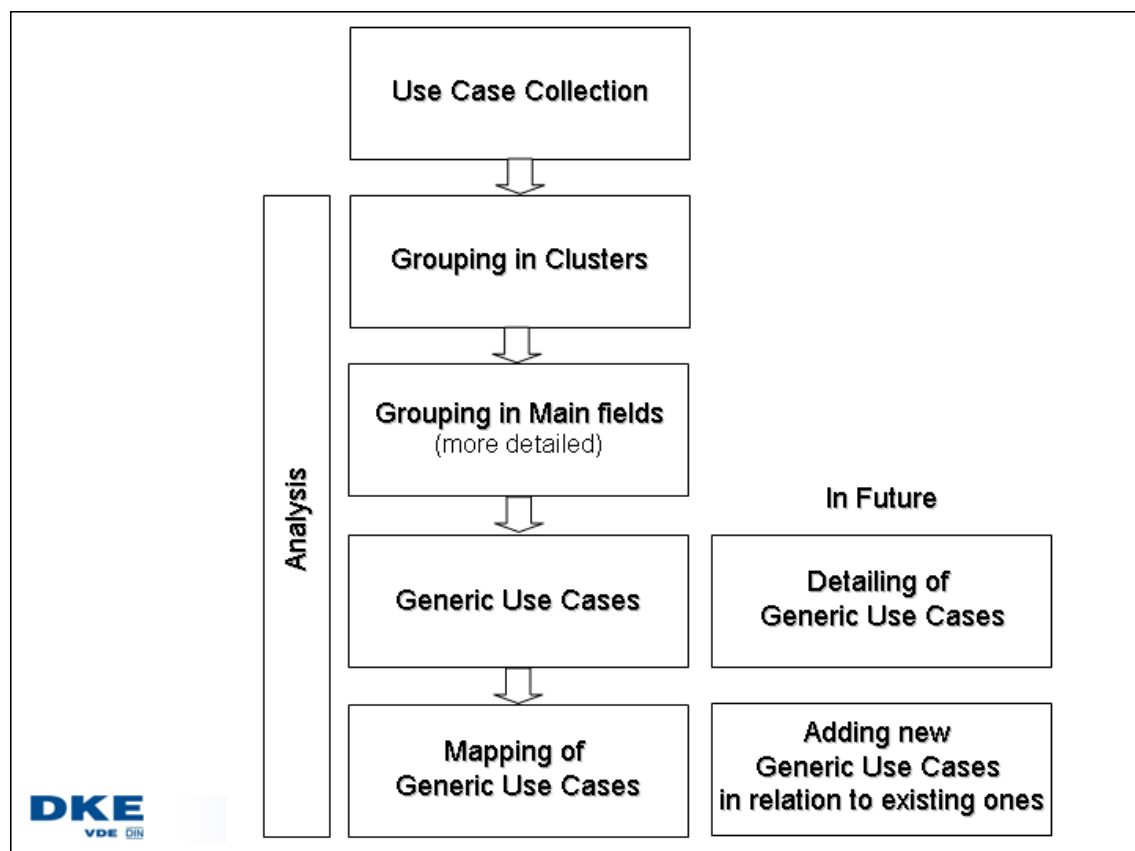 Use Case Collection
Grouping in Clusters
Grouping in Main fields
(more detailed)
Analysis
In Future
Generic Use Cases
Detailing of
Generic Use Cases
Mapping of
Generic Use Cases
Adding new
Generic Use Cases
in relation to existing ones
DKE
VDE DIN